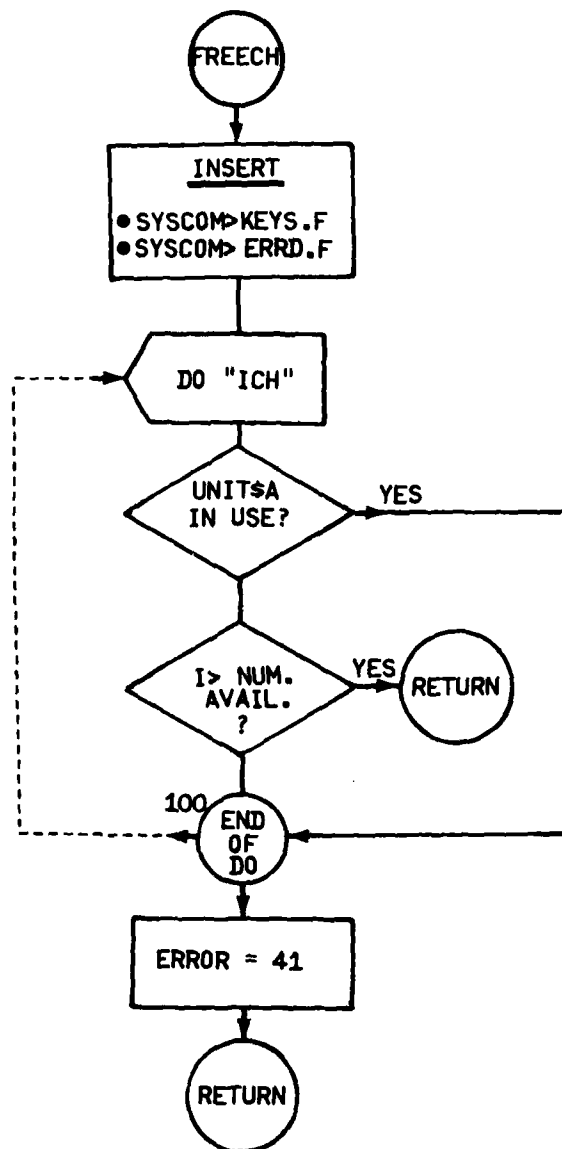 FREECH
INSERT
• SYSCOM>KEYS.F
• SYSCOM> ERRD.F
DO "ICH"
UNIT$A
IN USE?
YES
I> NUM.
AVAIL.
?
YES
RETURN
100
END
OF
DO
ERROR = 41
RETURN